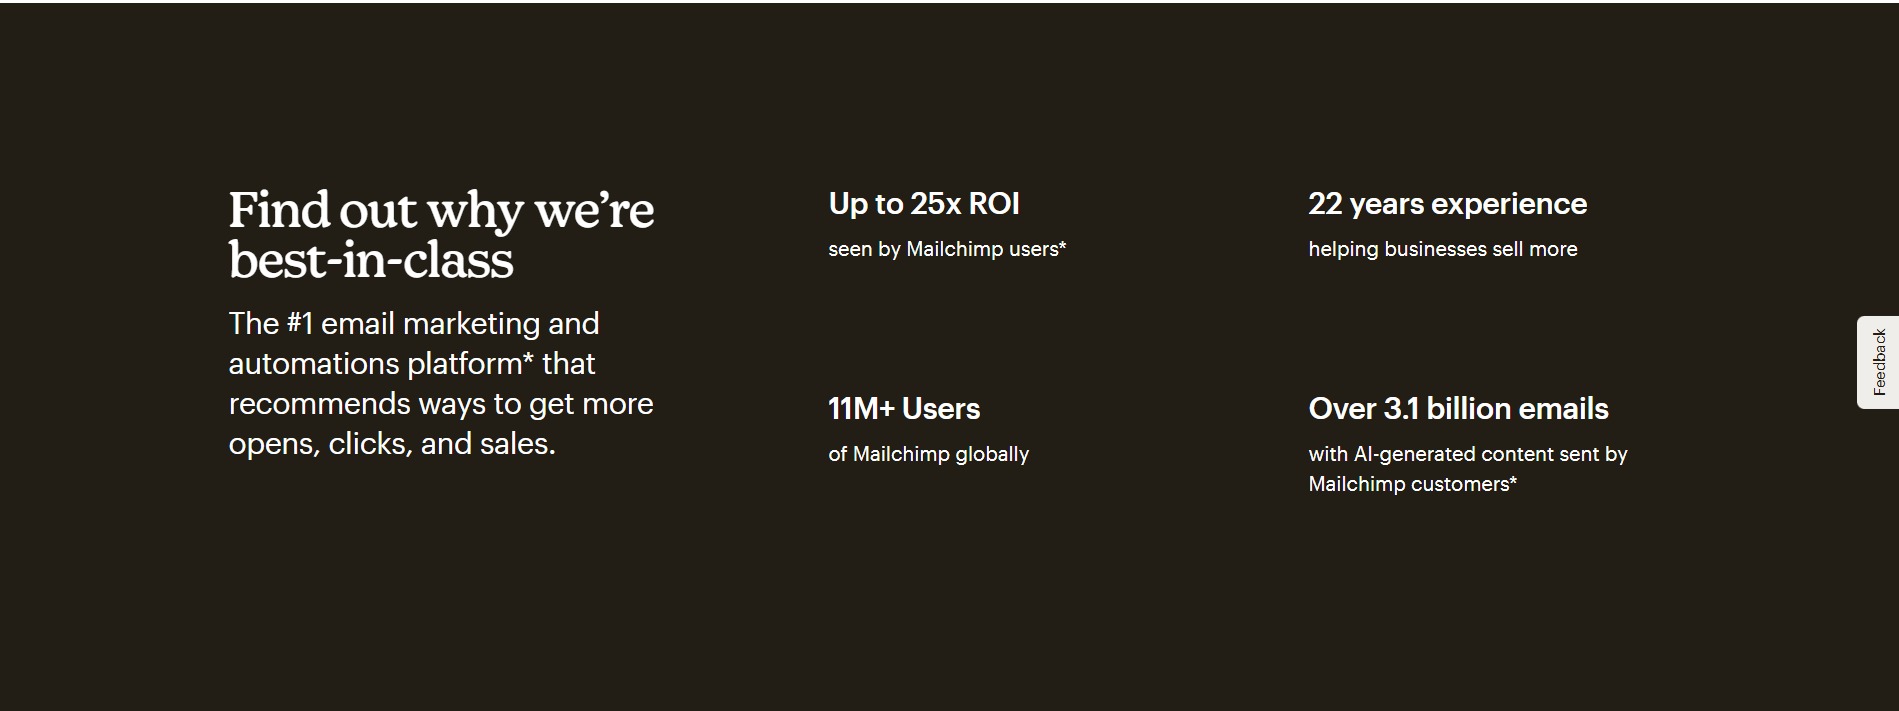 Find out why we’re
best-in-class
The #1 email marketing and
automations platform* that
recommends ways to get more
opens, clicks, and sales.
Up to 25x ROI
seen by Mailchimp users*
22 years experience
helping businesses sell more
11M+ Users
of Mailchimp globally
Over 3.1 billion emails
with AI-generated content sent by
Mailchimp customers*
Feedback